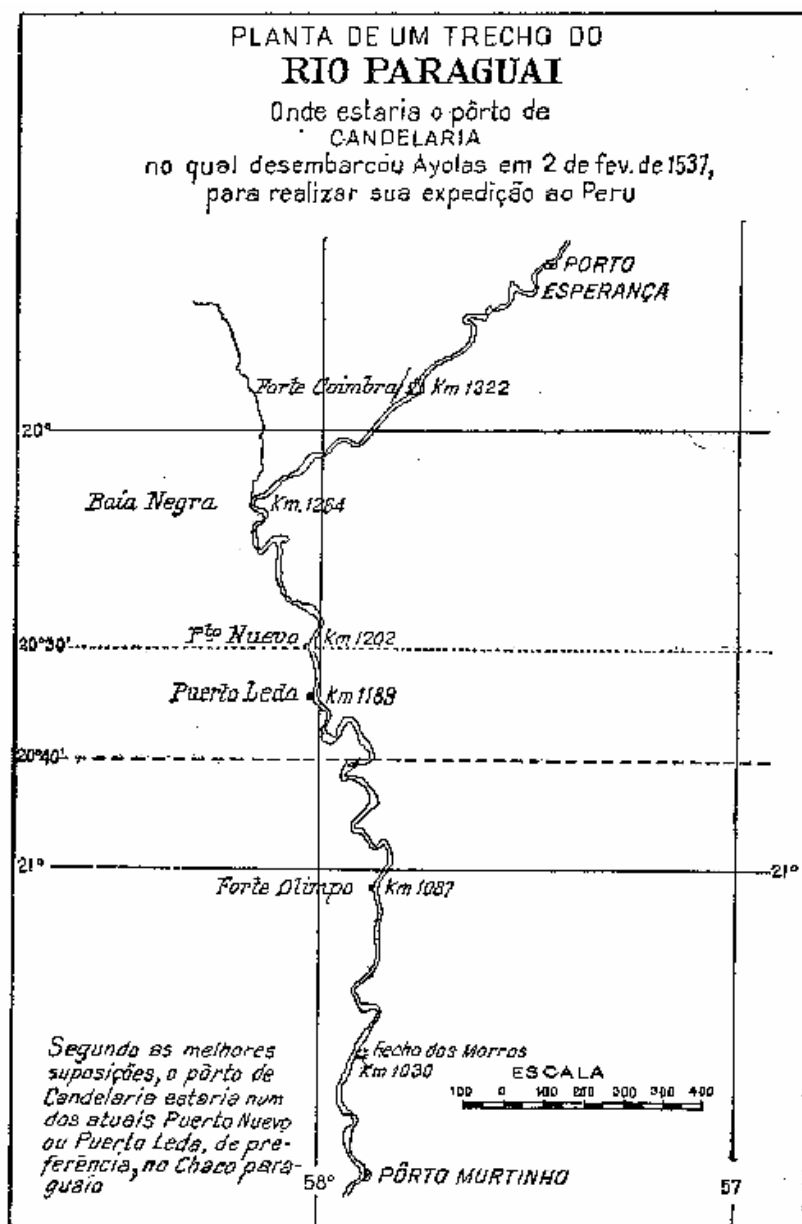 PLANTA DE UM TRECHO DO
RIO PARAGUAI
Onde estaria o pôrto de
CANDELARIA
no qual desembarcou Ayolas em 2 de fev. de 1537,
para realizar sua expedição ao Peru
PORTO
ESPERANÇA
Forte Coimbra Km 1322
20°
Baía Negra Km. 1264
Pto Nuevo Km 1202
20°30'
Puerto Leda Km 1188
20°40'
21° 21°
Forte Olimpo Km 1087
Fecho dos Morros
Km 1030
ESCALA
100 0 100 200 300 400
Segundo as melhores
suposições, o pôrto de
Candelaria estaria num
dos atuais Puerto Nuevo
ou Puerto Leda, de pre-
ferência, no Chaco para-
guaio
58° 57
PÔRTO MURTINHO